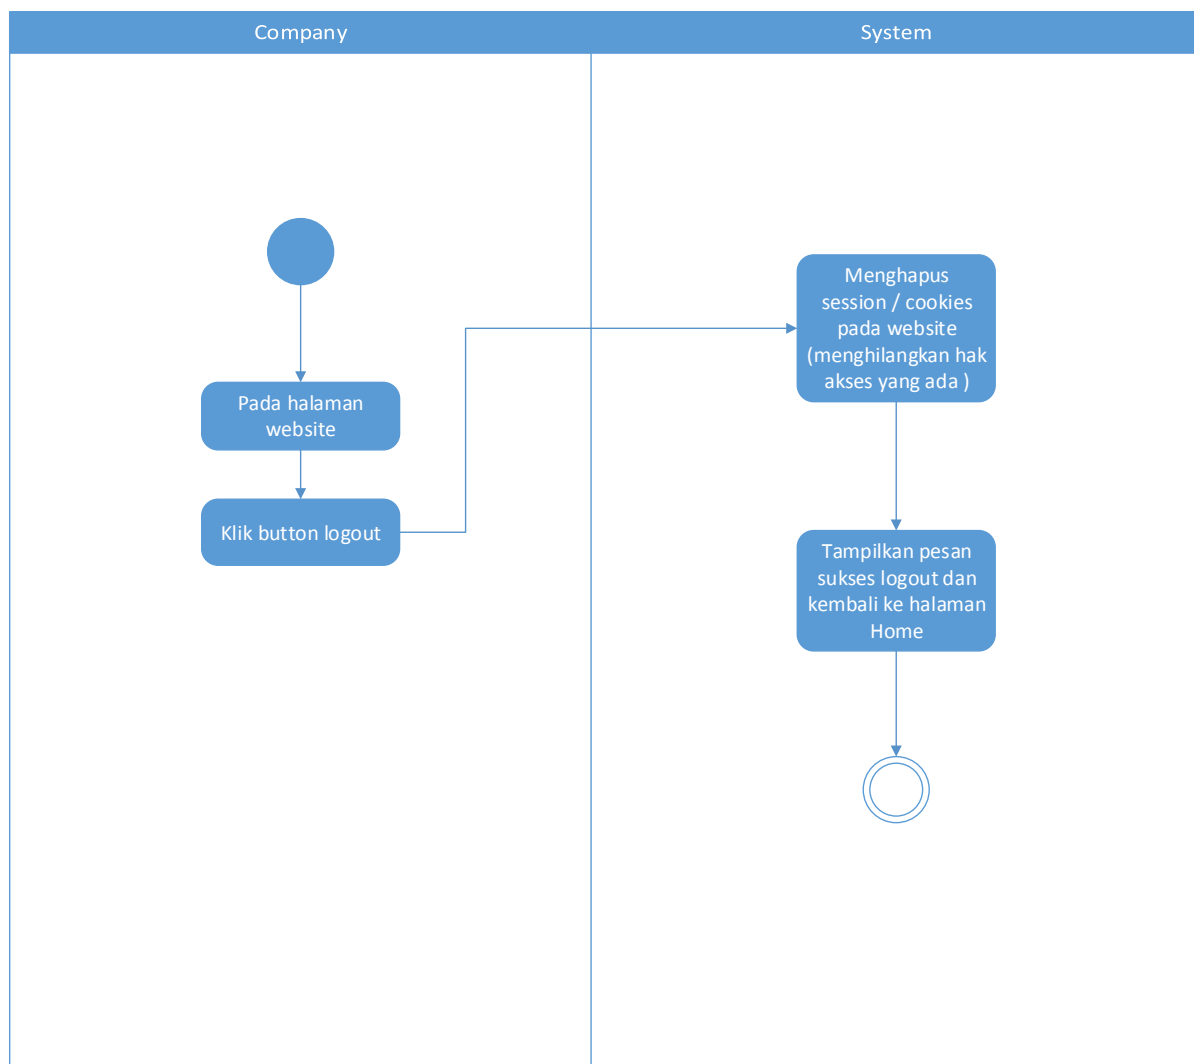 Company
System
Pada halaman
website
Klik button logout
Menghapus
session / cookies
pada website
(menghilangkan hak
akses yang ada )
Tampilkan pesan
sukses logout dan
kembali ke halaman
Home